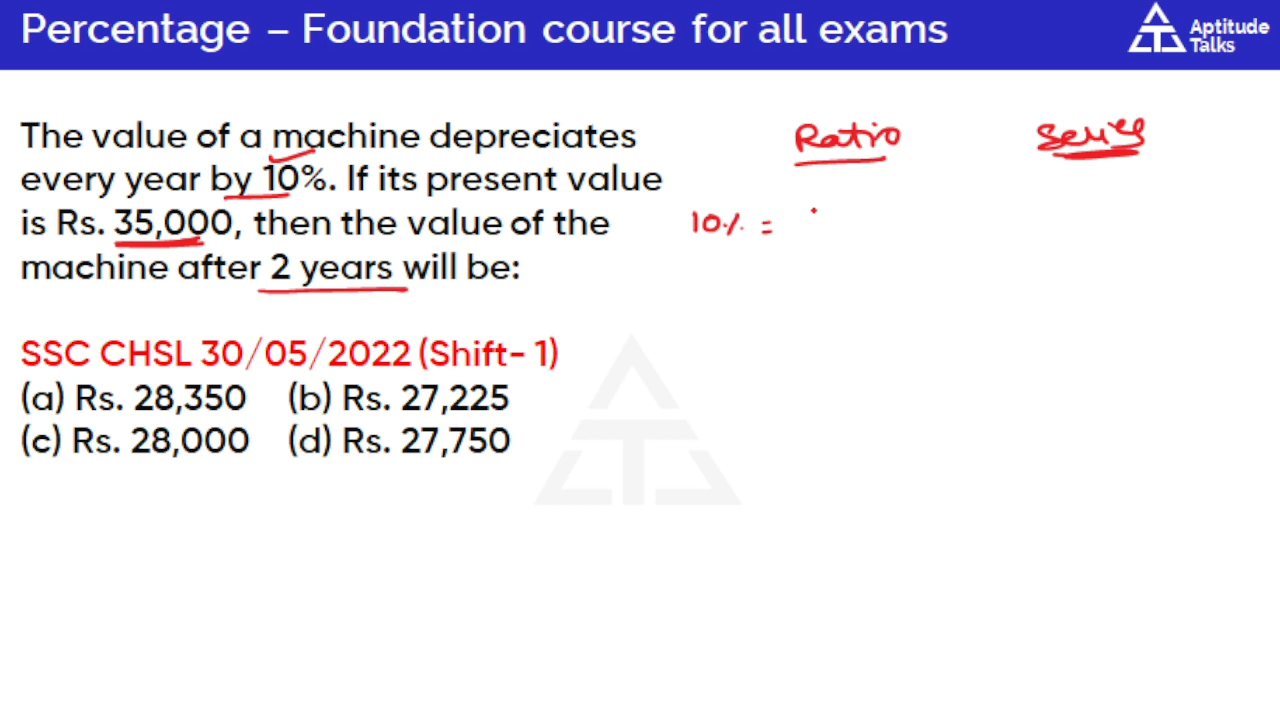 Percentage – Foundation course for all exams
Aptitude
Talks
The value of a machine depreciates
every year by 10%. If its present value
is Rs. 35,000, then the value of the
machine after 2 years will be:
Ratio
Series
10% =
SSC CHSL 30/05/2022 (Shift- 1)
(a) Rs. 28,350 (b) Rs. 27,225
(c) Rs. 28,000 (d) Rs. 27,750